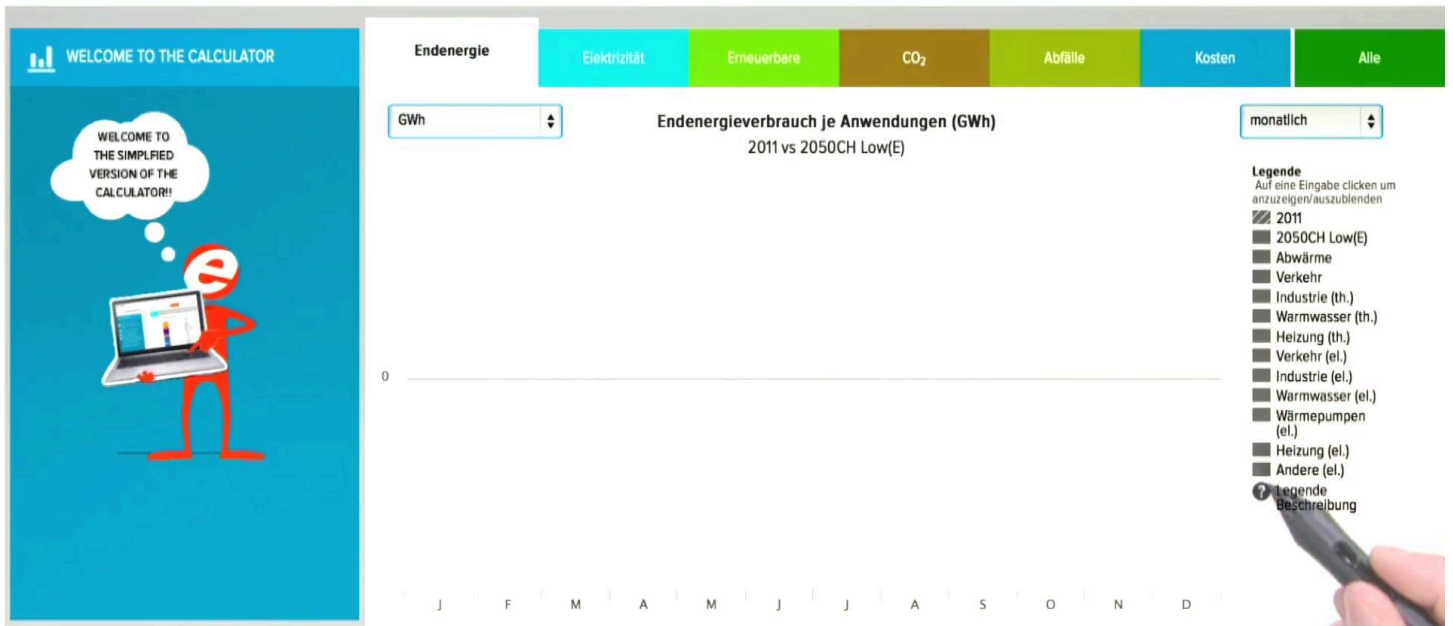 WELCOME TO THE CALCULATOR
WELCOME TO
THE SIMPLFIED
VERSION OF THE
CALCULATOR!!
e
Endenergie
Elektrizität
Erneuerbare
CO₂
Abfälle
Kosten
Alle
GWh
Endenergieverbrauch je Anwendungen (GWh)
2011 vs 2050CH Low(E)
monatlich
Legende
Auf eine Eingabe clicken um
anzuzeigen/auszublenden
2011
2050CH Low(E)
Abwärme
Verkehr
Industrie (th.)
Warmwasser (th.)
Heizung (th.)
Verkehr (el.)
Industrie (el.)
Warmwasser (el.)
Wärmepumpen
(el.)
Heizung (el.)
Andere (el.)
? Legende
Beschreibung
0
J F M A M J J A S O N D